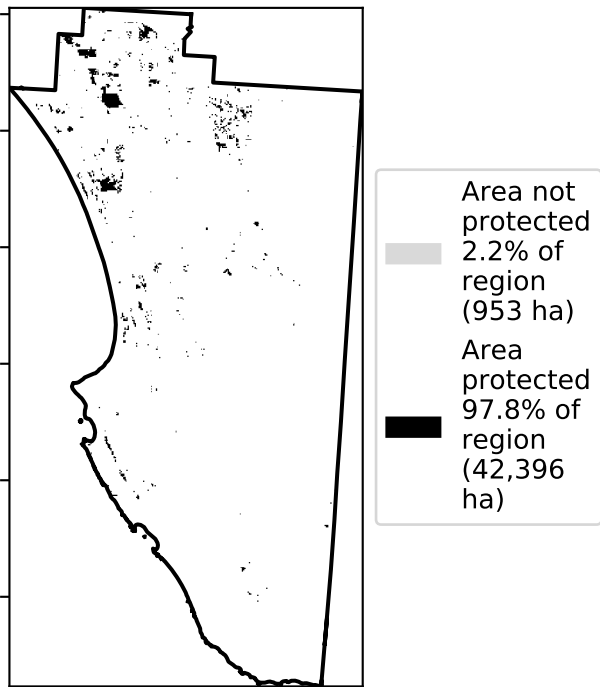 Area not
protected
2.2% of
region
(953 ha)
Area
protected
97.8% of
region
(42,396
ha)